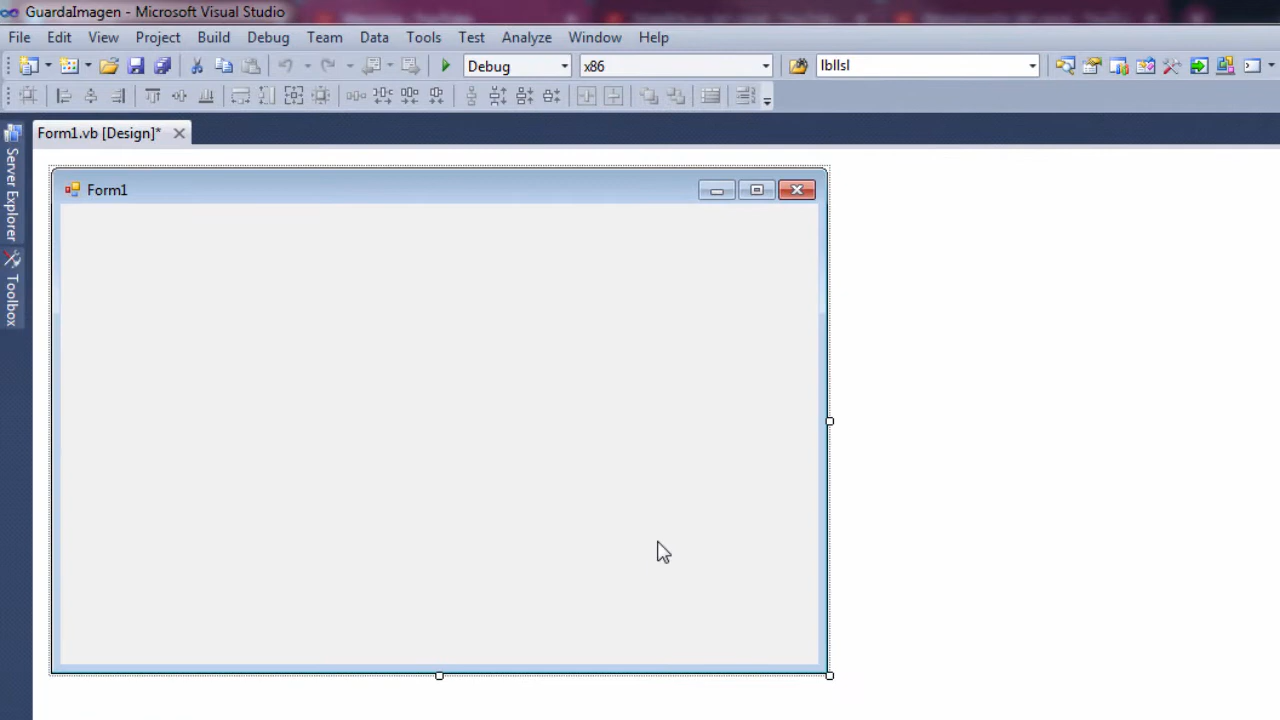 GuardaImagen - Microsoft Visual Studio
File Edit View Project Build Debug Team Data Tools Test Analyze Window Help
Debug x86 lbllsl
Form1.vb [Design]*
Server Explorer
Toolbox
Form1